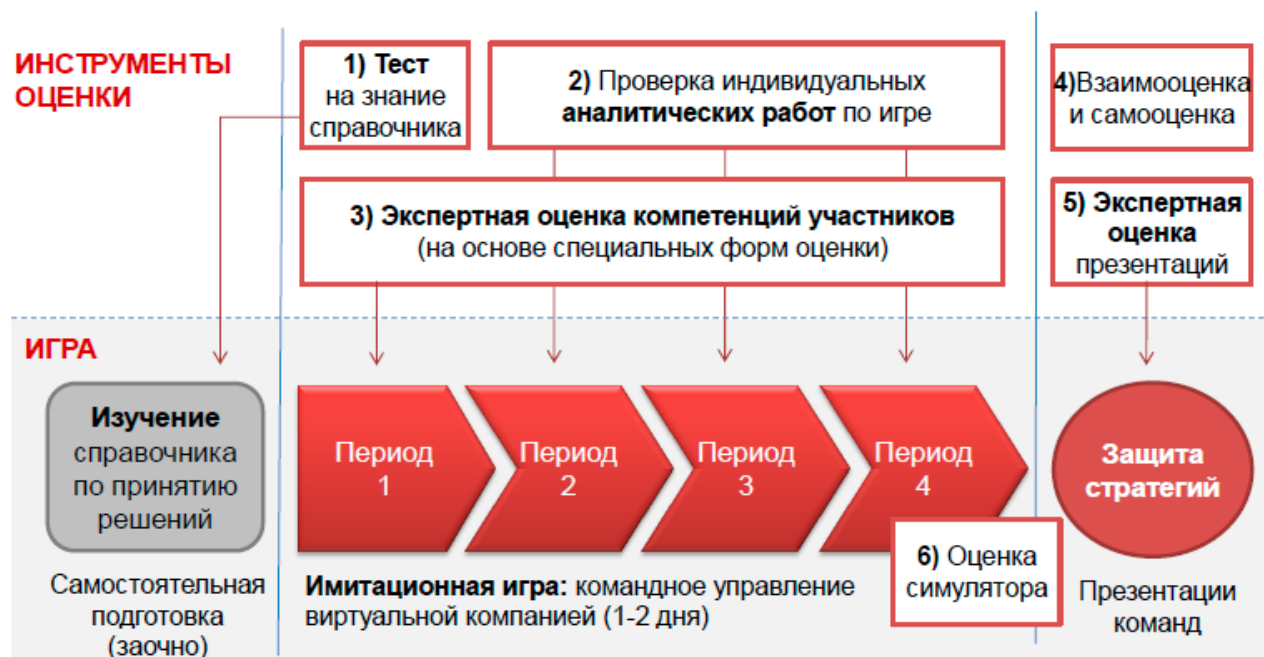 ИНСТРУМЕНТЫ
ОЦЕНКИ
1) Тест
на знание
справочника
2) Проверка индивидуальных
аналитических работ по игре
4)Взаимооценка
и самооценка
3) Экспертная оценка компетенций участников
(на основе специальных форм оценки)
5) Экспертная
оценка
презентаций
ИГРА
Изучение
справочника
по принятию
решений
Период
1
Период
2
Период
3
Период
4
Защита
стратегий
6) Оценка
симулятора
Самостоятельная
подготовка
(заочно)
Имитационная игра: командное управление
виртуальной компанией (1-2 дня)
Презентации
команд